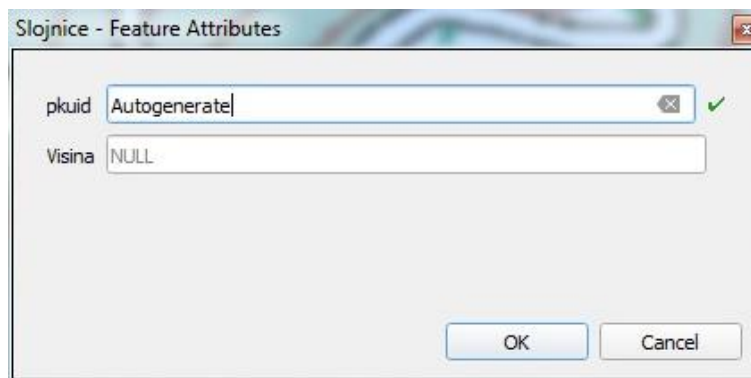 Slojnice - Feature Attributes
pkuid Autogenerate
Visina NULL
OK Cancel